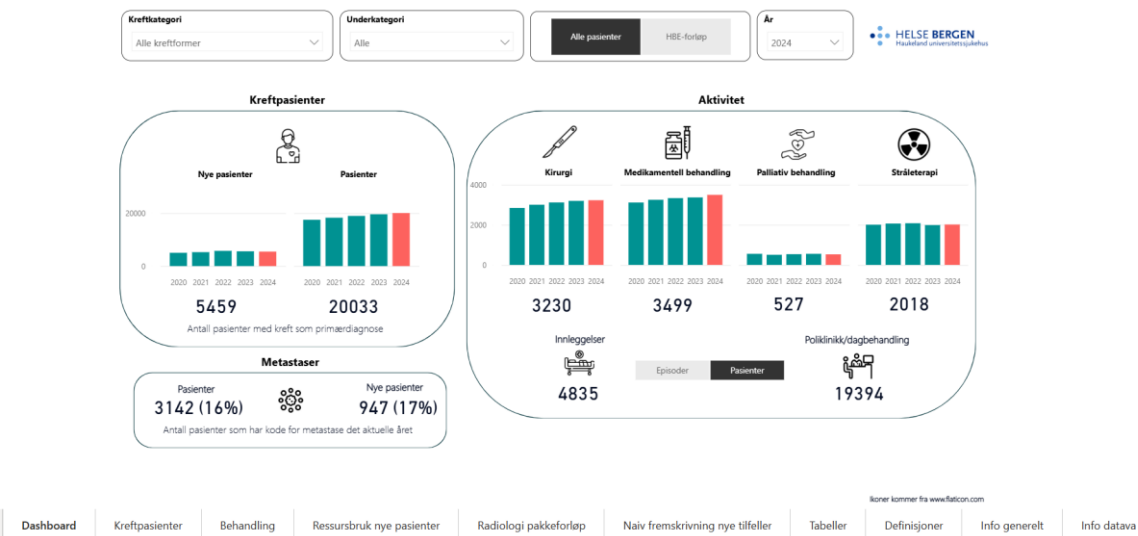 Kreftkategori
Alle kreftformer
Underkategori
Alle
Alle pasienter
HBE-forløp
År
2024
HELSE BERGEN
Haukeland universitetssjukehus
Kreftpasienter
Nye pasienter
Pasienter
20000
0
2020 2021 2022 2023 2024
2020 2021 2022 2023 2024
5459
20033
Antall pasienter med kreft som primærdiagnose
Metastaser
Pasienter
Nye pasienter
3142 (16%)
947 (17%)
Antall pasienter som har kode for metastase det aktuelle året
Aktivitet
Kirurgi
Medikamentell behandling
Palliativ behandling
Stråleterapi
4000
2000
0
2020 2021 2022 2023 2024
2020 2021 2022 2023 2024
2020 2021 2022 2023 2024
2020 2021 2022 2023 2024
3230
3499
527
2018
Innleggelser
Poliklinikk/dagbehandling
Episoder
Pasienter
4835
19394
Ikoner kommer fra www.flaticon.com
Dashboard
Kreftpasienter
Behandling
Ressursbruk nye pasienter
Radiologi pakkeforløp
Naiv fremskrivning nye tilfeller
Tabeller
Definisjoner
Info generelt
Info datava